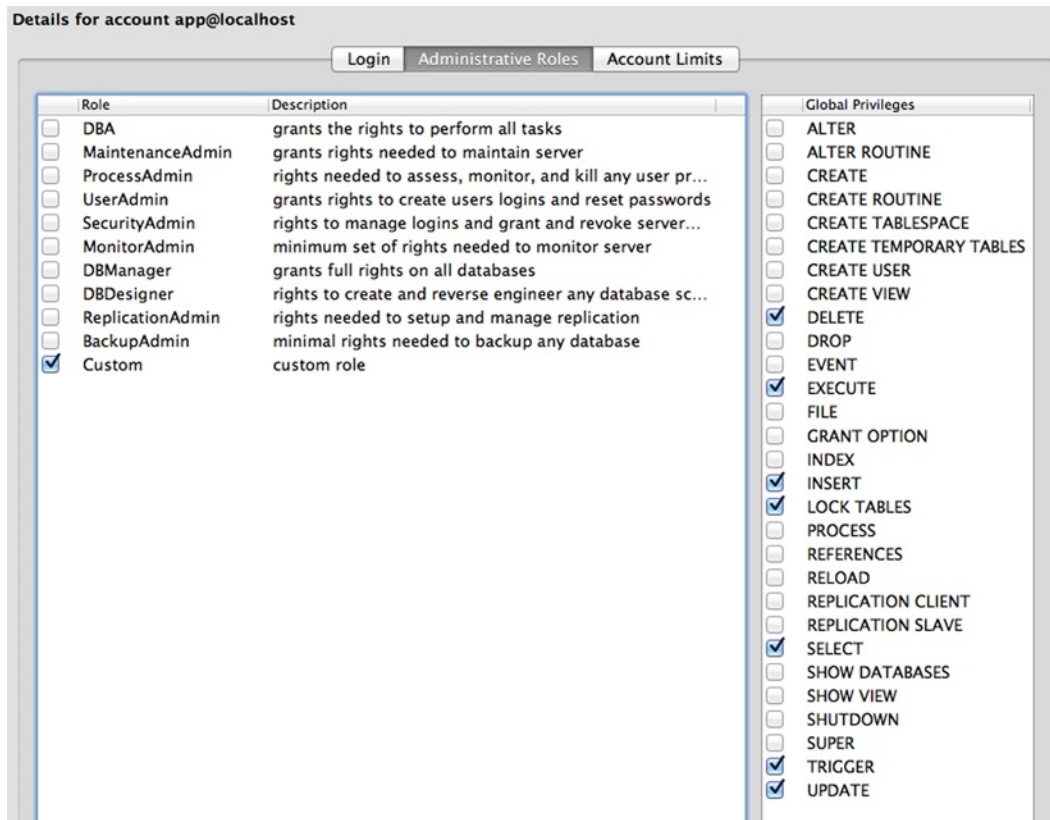 Details for account app@localhost
Login Administrative Roles Account Limits
Role Description
DBA grants the rights to perform all tasks
MaintenanceAdmin grants rights needed to maintain server
ProcessAdmin rights needed to assess, monitor, and kill any user pr...
UserAdmin grants rights to create users logins and reset passwords
SecurityAdmin rights to manage logins and grant and revoke server...
MonitorAdmin minimum set of rights needed to monitor server
DBManager grants full rights on all databases
DBDesigner rights to create and reverse engineer any database sc...
ReplicationAdmin rights needed to setup and manage replication
BackupAdmin minimal rights needed to backup any database
Custom custom role
Global Privileges
ALTER
ALTER ROUTINE
CREATE
CREATE ROUTINE
CREATE TABLESPACE
CREATE TEMPORARY TABLES
CREATE USER
CREATE VIEW
DELETE
DROP
EVENT
EXECUTE
FILE
GRANT OPTION
INDEX
INSERT
LOCK TABLES
PROCESS
REFERENCES
RELOAD
REPLICATION CLIENT
REPLICATION SLAVE
SELECT
SHOW DATABASES
SHOW VIEW
SHUTDOWN
SUPER
TRIGGER
UPDATE